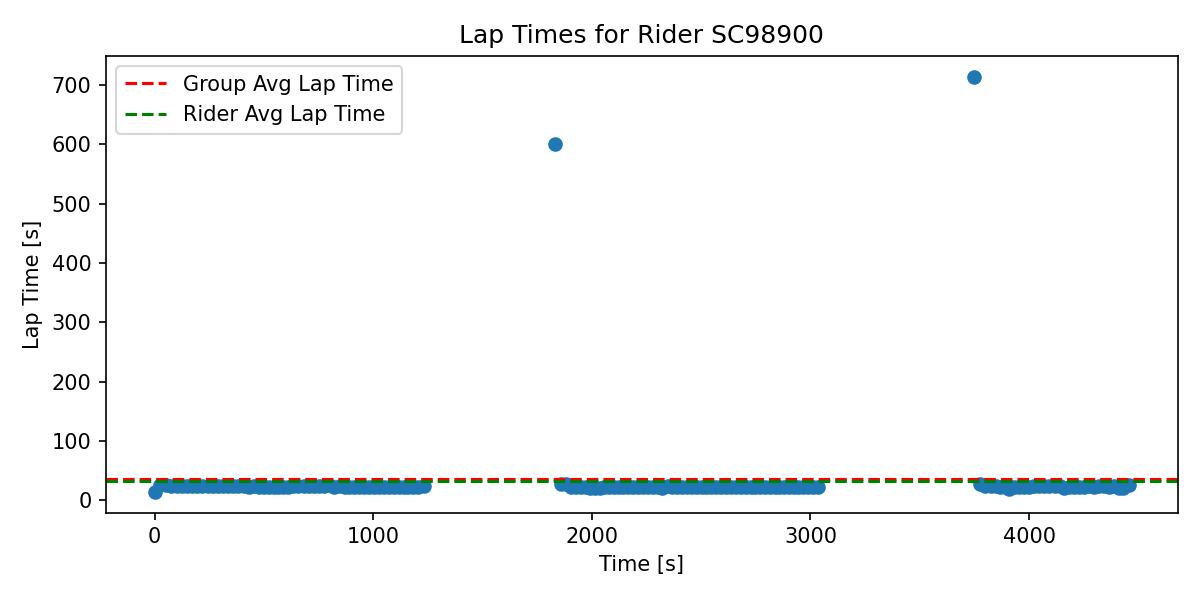 Lap Times for Rider SC98900
Group Avg Lap Time
Rider Avg Lap Time
Lap Time [s]
700
600
500
400
300
200
100
0
0 1000 2000 3000 4000
Time [s]